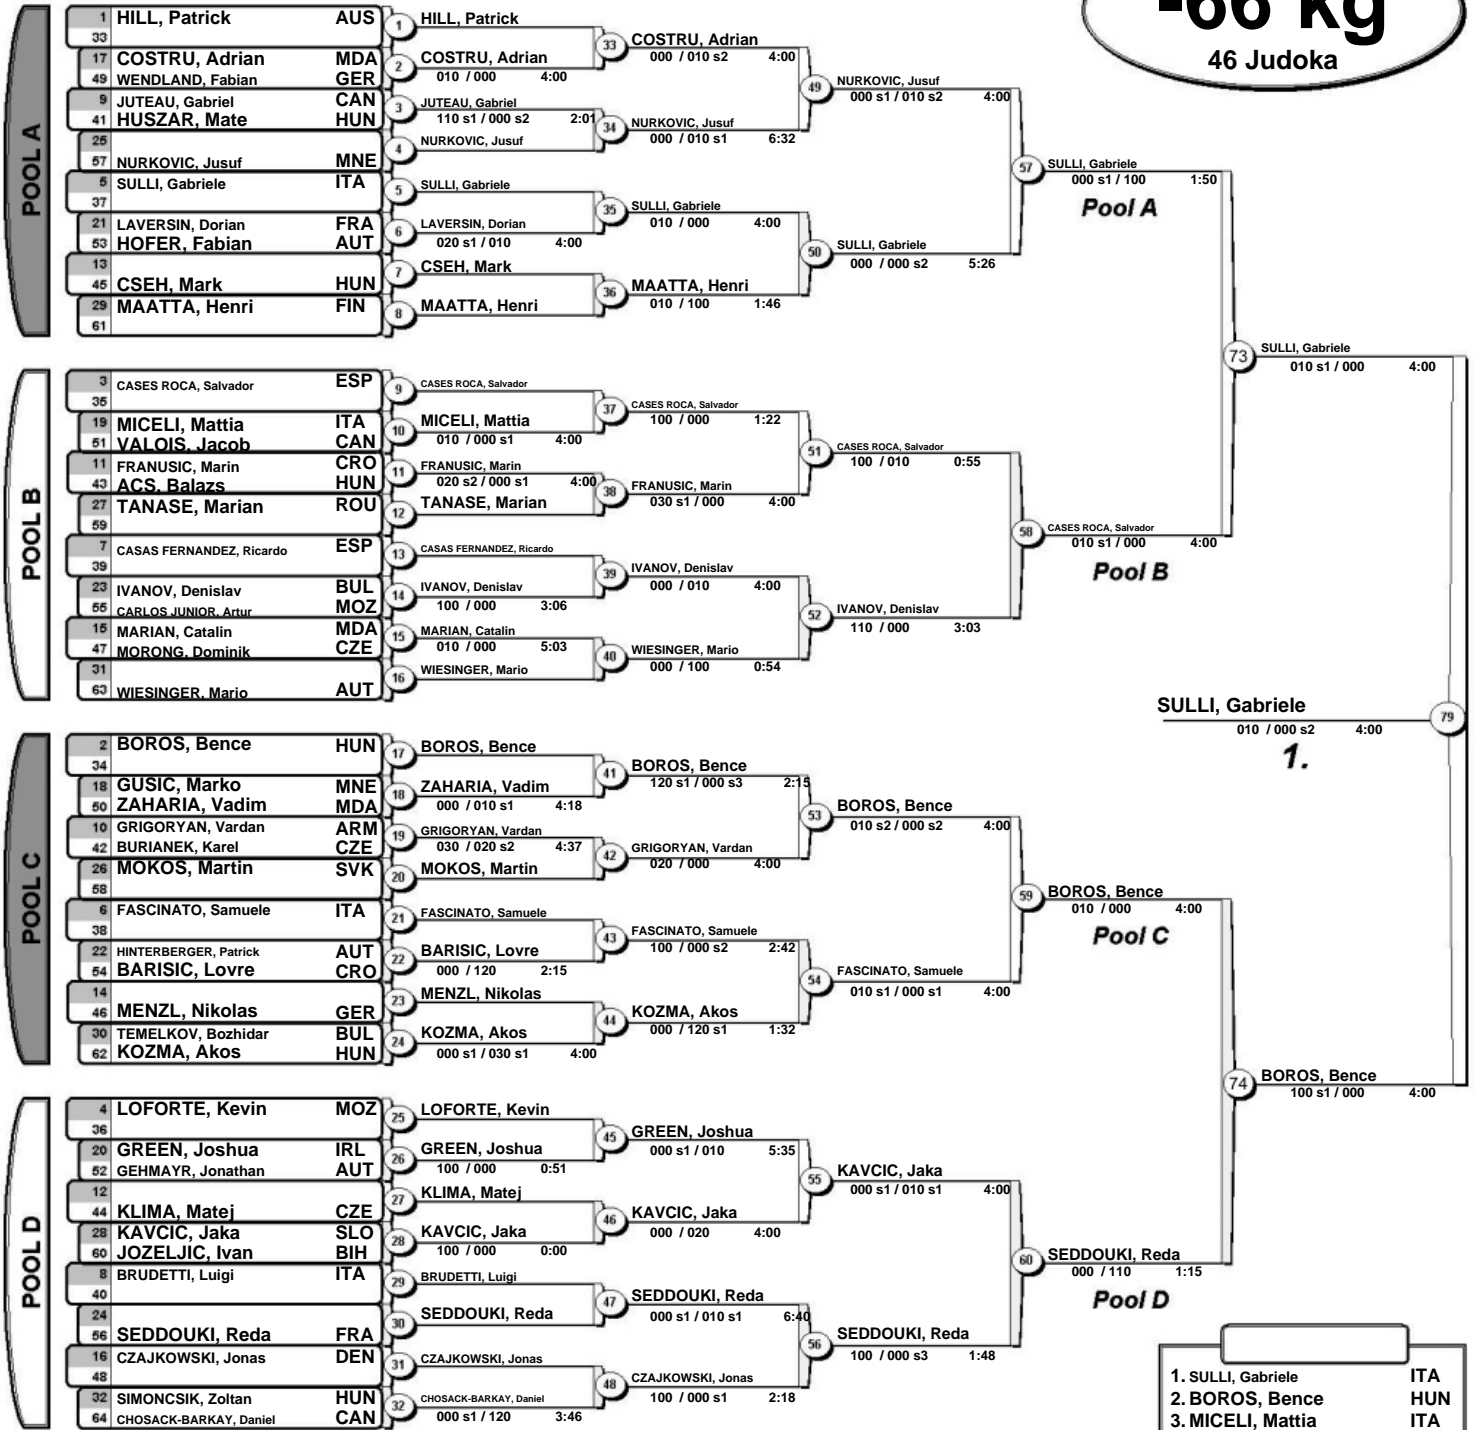 -66 kg
46 Judoka
POOL A
1 HILL, Patrick AUS
33
17 COSTRU, Adrian MDA
49 WENDLAND, Fabian GER
9 JUTEAU, Gabriel CAN
41 HUSZAR, Mate HUN
25
57 NURKOVIC, Jusuf MNE
5 SULLI, Gabriele ITA
37
21 LAVERSIN, Dorian FRA
53 HOFER, Fabian AUT
13
45 CSEH, Mark HUN
29 MAATTA, Henri FIN
61
1 HILL, Patrick
2 COSTRU, Adrian
010 / 000 4:00
3 JUTEAU, Gabriel
110 s1 / 000 s2 2:01
4 NURKOVIC, Jusuf
5 SULLI, Gabriele
6 LAVERSIN, Dorian
020 s1 / 010 4:00
7 CSEH, Mark
8 MAATTA, Henri
33 COSTRU, Adrian
000 / 010 s2 4:00
34 NURKOVIC, Jusuf
000 / 010 s1 6:32
35 SULLI, Gabriele
010 / 000 4:00
36 MAATTA, Henri
010 / 100 1:46
49 NURKOVIC, Jusuf
000 s1 / 010 s2 4:00
50 SULLI, Gabriele
000 / 000 s2 5:26
57 SULLI, Gabriele
000 s1 / 100 1:50
Pool A
POOL B
3 CASES ROCA, Salvador ESP
35
19 MICELI, Mattia ITA
51 VALOIS, Jacob CAN
11 FRANUSIC, Marin CRO
43 ACS, Balazs HUN
27 TANASE, Marian ROU
59
7 CASAS FERNANDEZ, Ricardo ESP
39
23 IVANOV, Denislav BUL
55 CARLOS JUNIOR, Artur MOZ
15 MARIAN, Catalin MDA
47 MORONG, Dominik CZE
31
63 WIESINGER, Mario AUT
9 CASES ROCA, Salvador
10 MICELI, Mattia
010 / 000 s1 4:00
11 FRANUSIC, Marin
020 s2 / 000 s1 4:00
12 TANASE, Marian
13 CASAS FERNANDEZ, Ricardo
14 IVANOV, Denislav
100 / 000 3:06
15 MARIAN, Catalin
010 / 000 5:03
16 WIESINGER, Mario
37 CASES ROCA, Salvador
100 / 000 1:22
38 FRANUSIC, Marin
030 s1 / 000 4:00
39 IVANOV, Denislav
000 / 010 4:00
40 WIESINGER, Mario
000 / 100 0:54
51 CASES ROCA, Salvador
100 / 010 0:55
52 IVANOV, Denislav
110 / 000 3:03
58 CASES ROCA, Salvador
010 s1 / 000 4:00
Pool B
73 SULLI, Gabriele
010 s1 / 000 4:00
SULLI, Gabriele 79
010 / 000 s2 4:00
1.
POOL C
2 BOROS, Bence HUN
34
18 GUSIC, Marko MNE
50 ZAHARIA, Vadim MDA
10 GRIGORYAN, Vardan ARM
42 BURIANEK, Karel CZE
26 MOKOS, Martin SVK
58
6 FASCINATO, Samuele ITA
38
22 HINTERBERGER, Patrick AUT
54 BARISIC, Lovre CRO
14
46 MENZL, Nikolas GER
30 TEMELKOV, Bozhidar BUL
62 KOZMA, Akos HUN
17 BOROS, Bence
18 ZAHARIA, Vadim
000 / 010 s1 4:18
19 GRIGORYAN, Vardan
030 / 020 s2 4:37
20 MOKOS, Martin
21 FASCINATO, Samuele
22 BARISIC, Lovre
000 / 120 2:15
23 MENZL, Nikolas
24 KOZMA, Akos
000 s1 / 030 s1 4:00
41 BOROS, Bence
120 s1 / 000 s3 2:15
42 GRIGORYAN, Vardan
020 / 000 4:00
43 FASCINATO, Samuele
100 / 000 s2 2:42
44 KOZMA, Akos
000 / 120 s1 1:32
53 BOROS, Bence
010 s2 / 000 s2 4:00
54 FASCINATO, Samuele
010 s1 / 000 s1 4:00
59 BOROS, Bence
010 / 000 4:00
Pool C
POOL D
4 LOFORTE, Kevin MOZ
36
20 GREEN, Joshua IRL
52 GEHMAYR, Jonathan AUT
12
44 KLIMA, Matej CZE
28 KAVCIC, Jaka SLO
60 JOZELJIC, Ivan BIH
8 BRUDETTI, Luigi ITA
40
24
56 SEDDOUKI, Reda FRA
16 CZAJKOWSKI, Jonas DEN
48
32 SIMONCSIK, Zoltan HUN
64 CHOSACK-BARKAY, Daniel CAN
25 LOFORTE, Kevin
26 GREEN, Joshua
100 / 000 0:51
27 KLIMA, Matej
28 KAVCIC, Jaka
100 / 000 0:00
29 BRUDETTI, Luigi
30 SEDDOUKI, Reda
31 CZAJKOWSKI, Jonas
32 CHOSACK-BARKAY, Daniel
000 s1 / 120 3:46
45 GREEN, Joshua
000 s1 / 010 5:35
46 KAVCIC, Jaka
000 / 020 4:00
47 SEDDOUKI, Reda
000 s1 / 010 s1 6:40
48 CZAJKOWSKI, Jonas
100 / 000 s1 2:18
55 KAVCIC, Jaka
000 s1 / 010 s1 4:00
56 SEDDOUKI, Reda
100 / 000 s3 1:48
60 SEDDOUKI, Reda
000 / 110 1:15
Pool D
74 BOROS, Bence
100 s1 / 000 4:00
1. SULLI, Gabriele ITA
2. BOROS, Bence HUN
3. MICELI, Mattia ITA